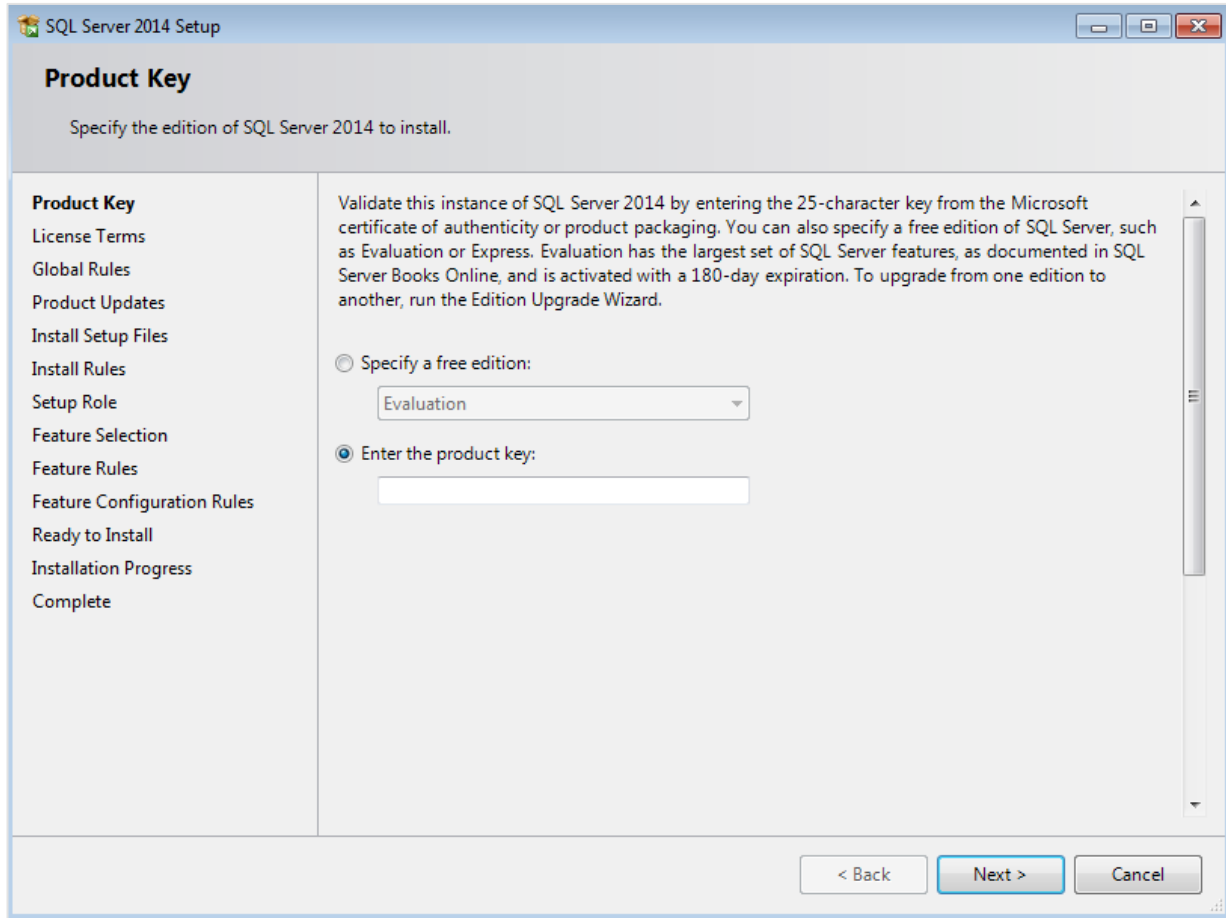 SQL Server 2014 Setup
Product Key
Specify the edition of SQL Server 2014 to install.
Product Key
License Terms
Global Rules
Product Updates
Install Setup Files
Install Rules
Setup Role
Feature Selection
Feature Rules
Feature Configuration Rules
Ready to Install
Installation Progress
Complete
Validate this instance of SQL Server 2014 by entering the 25-character key from the Microsoft
certificate of authenticity or product packaging. You can also specify a free edition of SQL Server, such
as Evaluation or Express. Evaluation has the largest set of SQL Server features, as documented in SQL
Server Books Online, and is activated with a 180-day expiration. To upgrade from one edition to
another, run the Edition Upgrade Wizard.
Specify a free edition:
Evaluation
Enter the product key:
< Back
Next >
Cancel